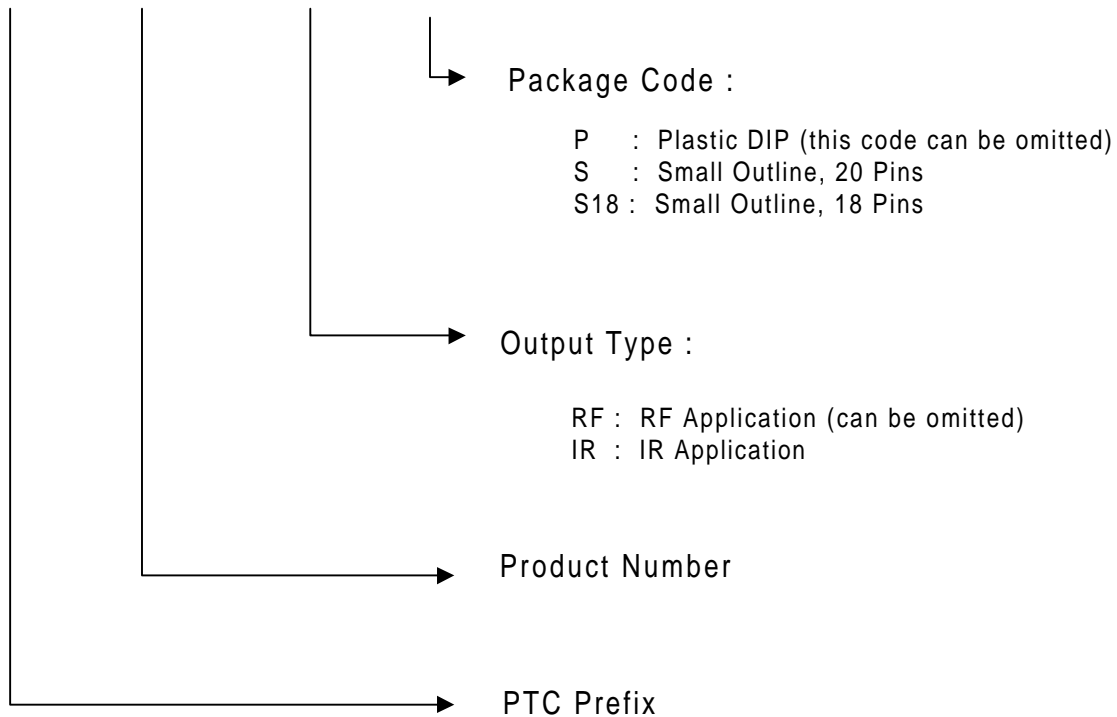 Package Code :
P : Plastic DIP (this code can be omitted)
S : Small Outline, 20 Pins
S18 : Small Outline, 18 Pins
Output Type :
RF : RF Application (can be omitted)
IR : IR Application
Product Number
PTC Prefix